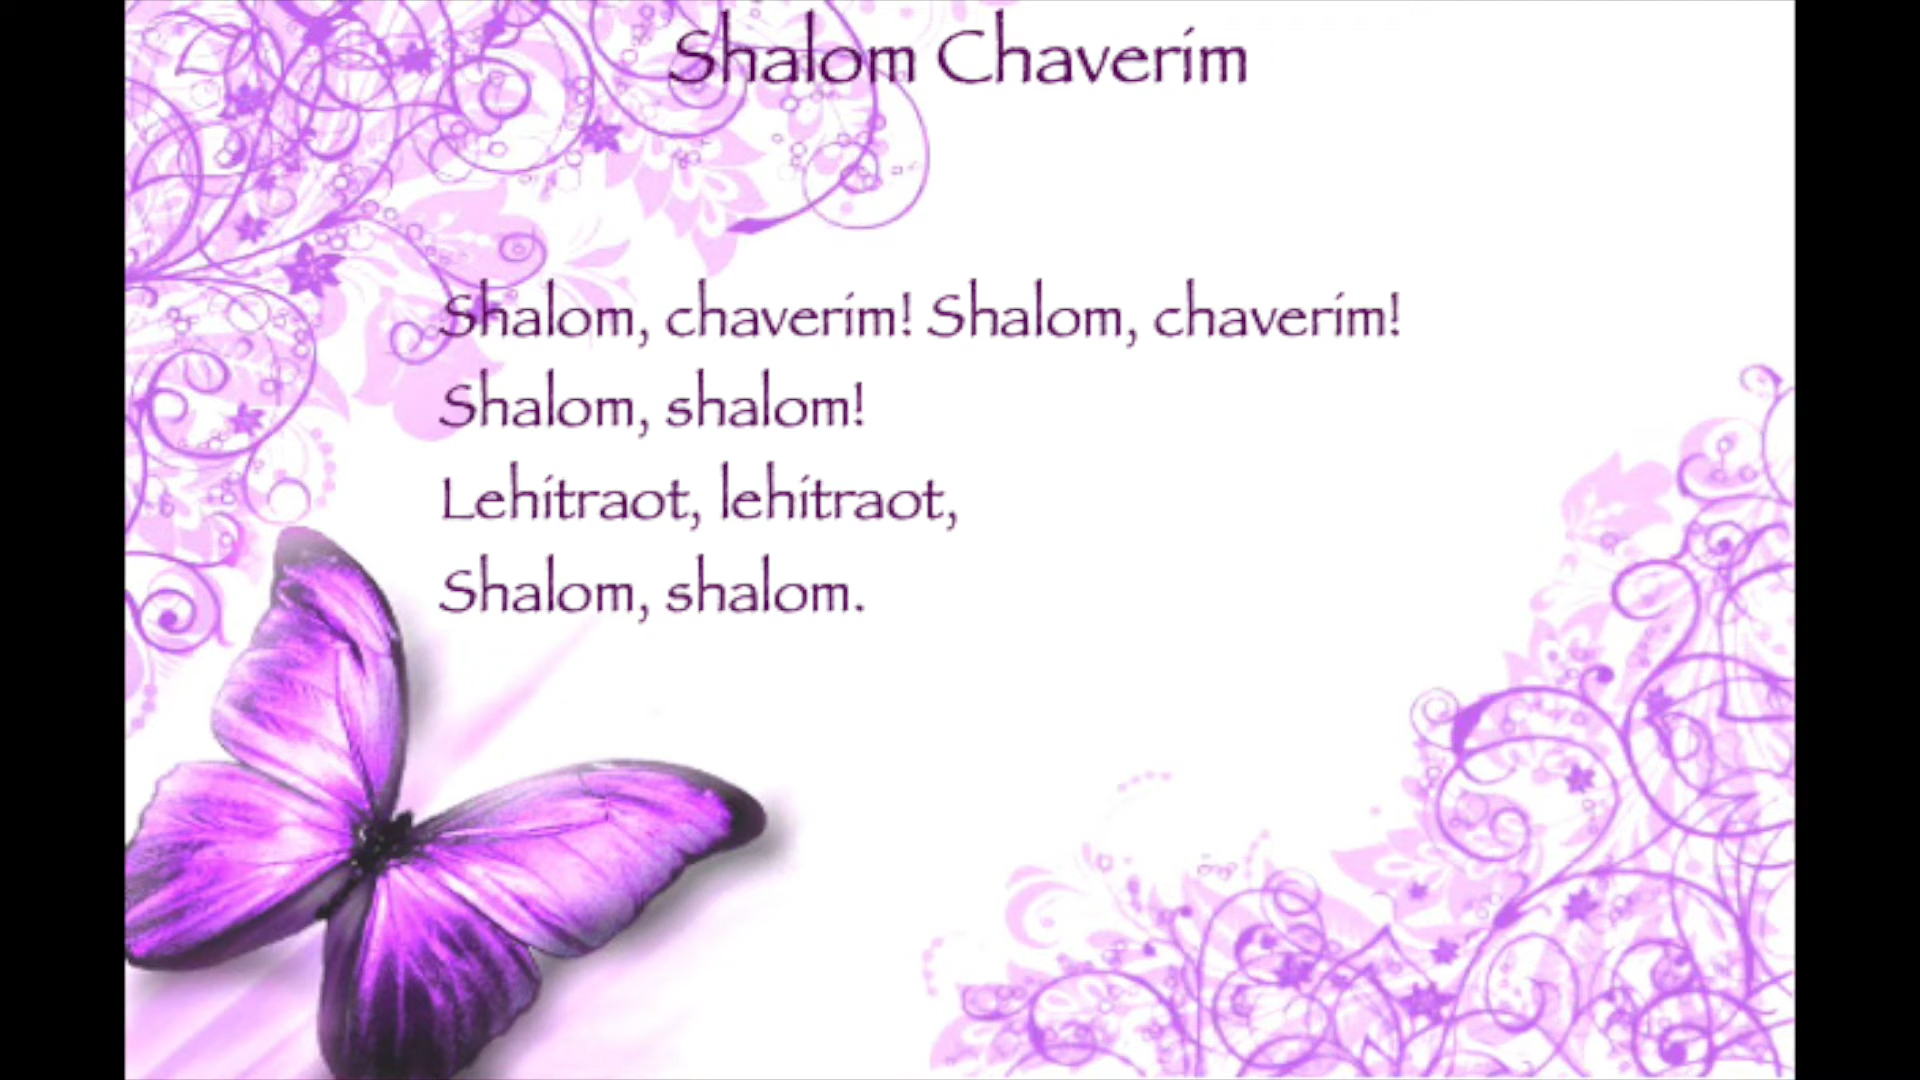 Shalom Chaverim
Shalom, chaverim! Shalom, chaverim!
Shalom, shalom!
Lehitraot, lehitraot,
Shalom, shalom.